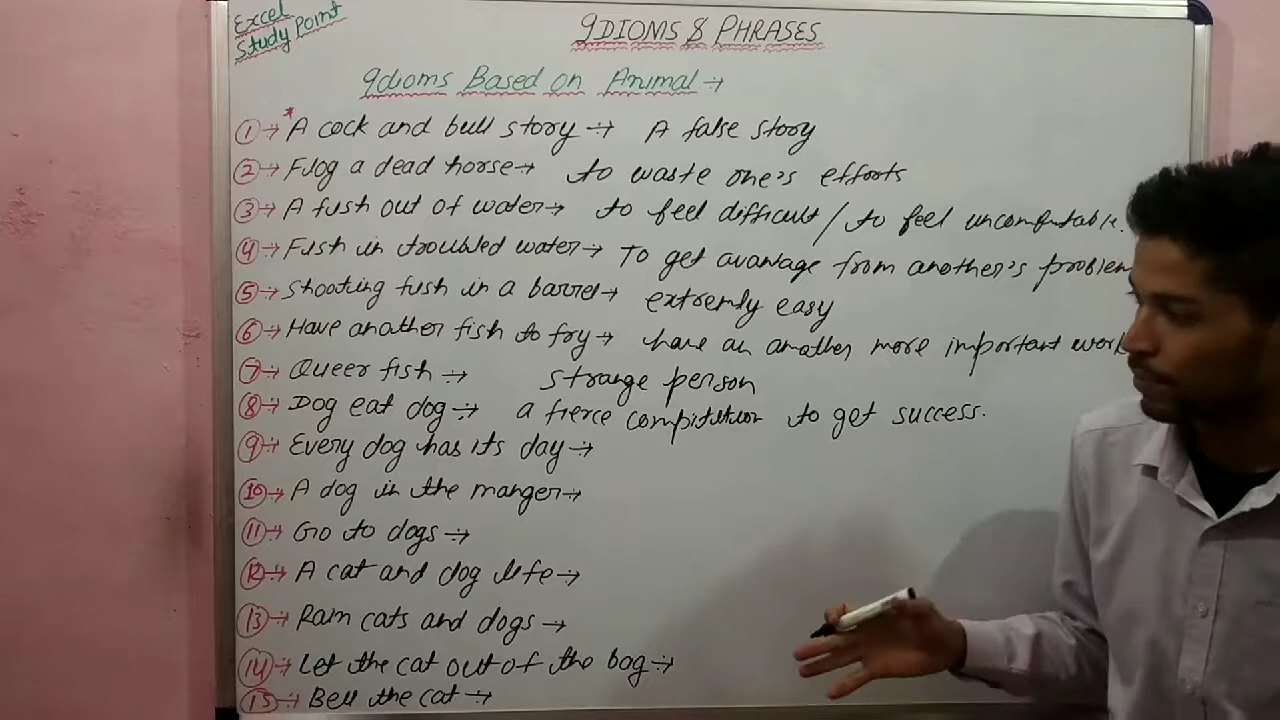 Excel
Study Point
IDIOMS & PHRASES
Idioms Based on Animal →
① → *A cock and bull story → A false story
② → Flog a dead horse → to waste one's efforts
③ → A fish out of water → to feel difficult / to feel uncomfutable.
④ → Fish in troubled water → To get avantage from another's problem
⑤ → Shooting fish in a barrel → extremly easy
⑥ → Have another fish to fry → have an another more important work
⑦ → Queer fish → strange person
⑧ → Dog eat dog → a fierce compitition to get success.
⑨ → Every dog has its day →
⑩ → A dog in the manger →
⑪ → Go to dogs →
⑫ → A cat and dog life →
⑬ → Rain cats and dogs →
⑭ → Let the cat out of the bag →
⑮ → Bell the cat →